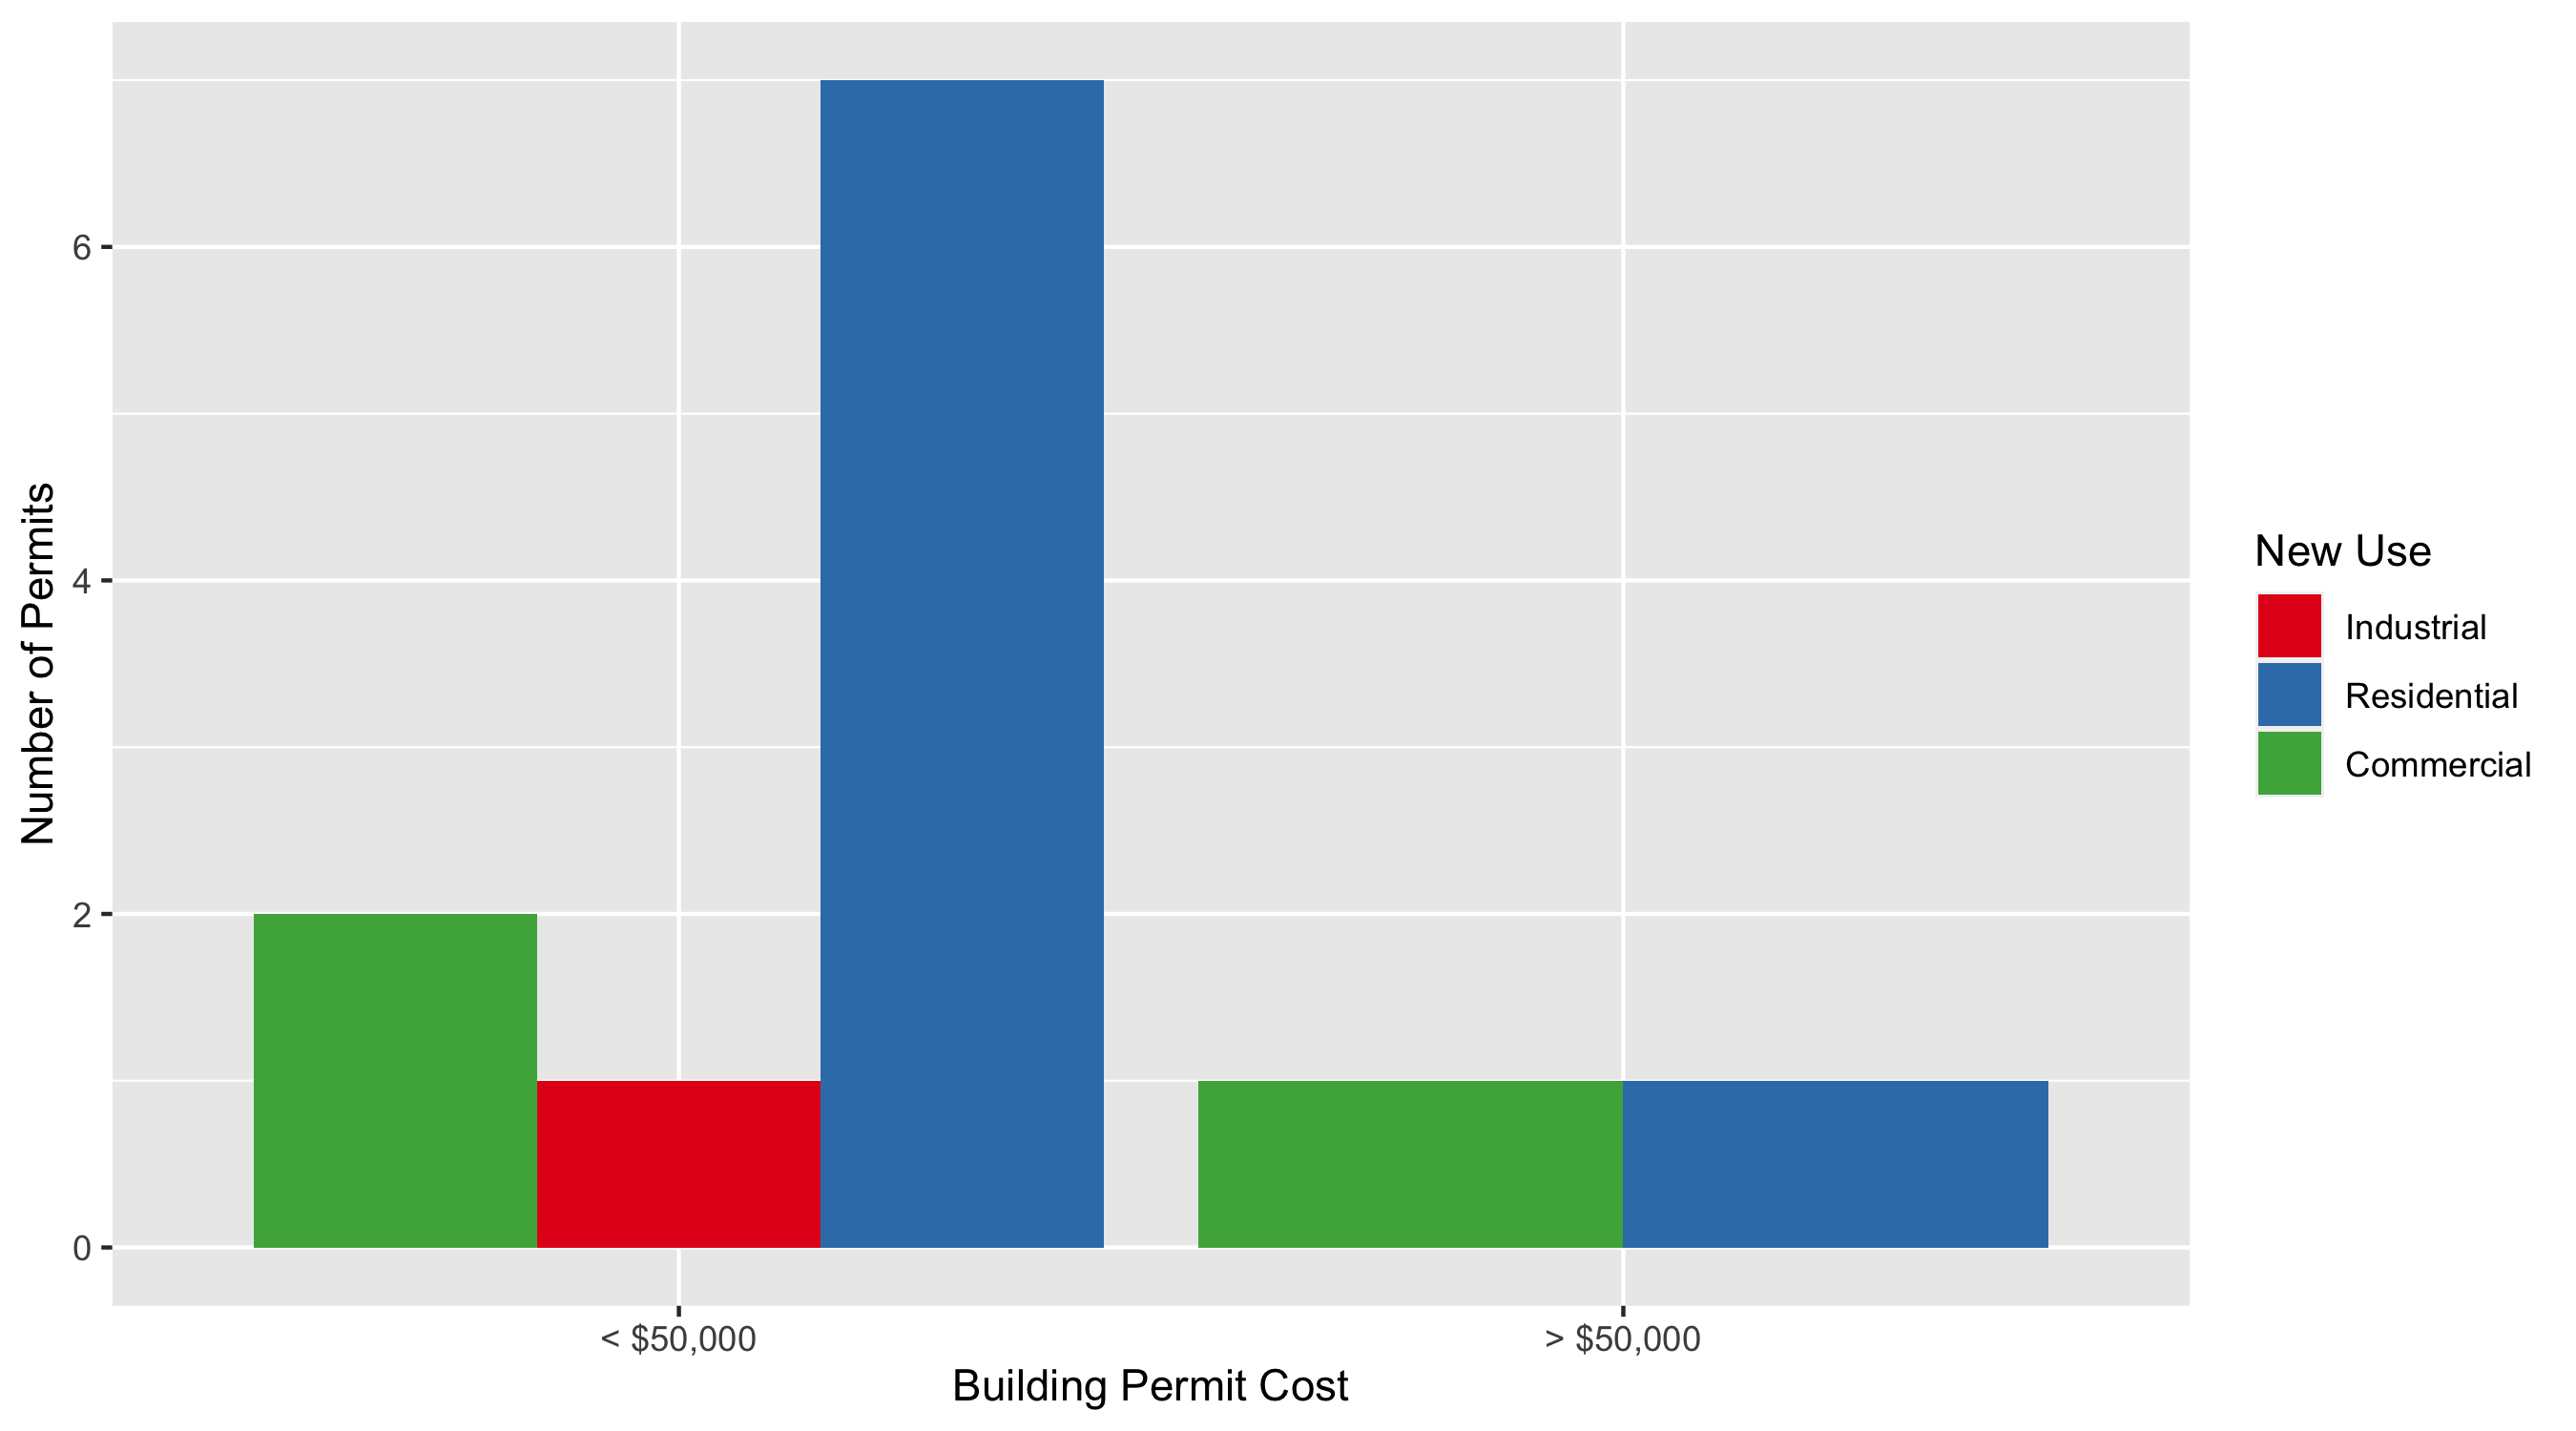 Number of Permits
6
4
2
0
< $50,000
> $50,000
Building Permit Cost
New Use
Industrial
Residential
Commercial